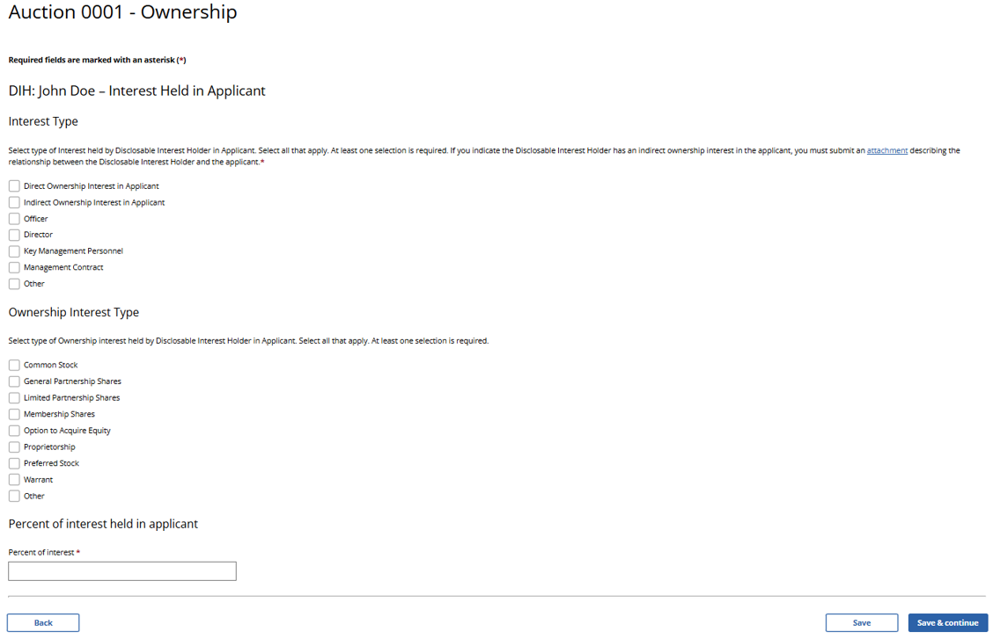 Auction 0001 - Ownership
Required fields are marked with an asterisk (*)
DIH: John Doe – Interest Held in Applicant
Interest Type
Select type of Interest held by Disclosable Interest Holder in Applicant. Select all that apply. At least one selection is required. If you indicate the Disclosable Interest Holder has an indirect ownership interest in the applicant, you must submit an attachment describing the
relationship between the Disclosable Interest Holder and the applicant.*
Direct Ownership Interest in Applicant
Indirect Ownership Interest in Applicant
Officer
Director
Key Management Personnel
Management Contract
Other
Ownership Interest Type
Select type of Ownership interest held by Disclosable Interest Holder in Applicant. Select all that apply. At least one selection is required.
Common Stock
General Partnership Shares
Limited Partnership Shares
Membership Shares
Option to Acquire Equity
Proprietorship
Preferred Stock
Warrant
Other
Percent of interest held in applicant
Percent of interest *
Back Save Save & continue